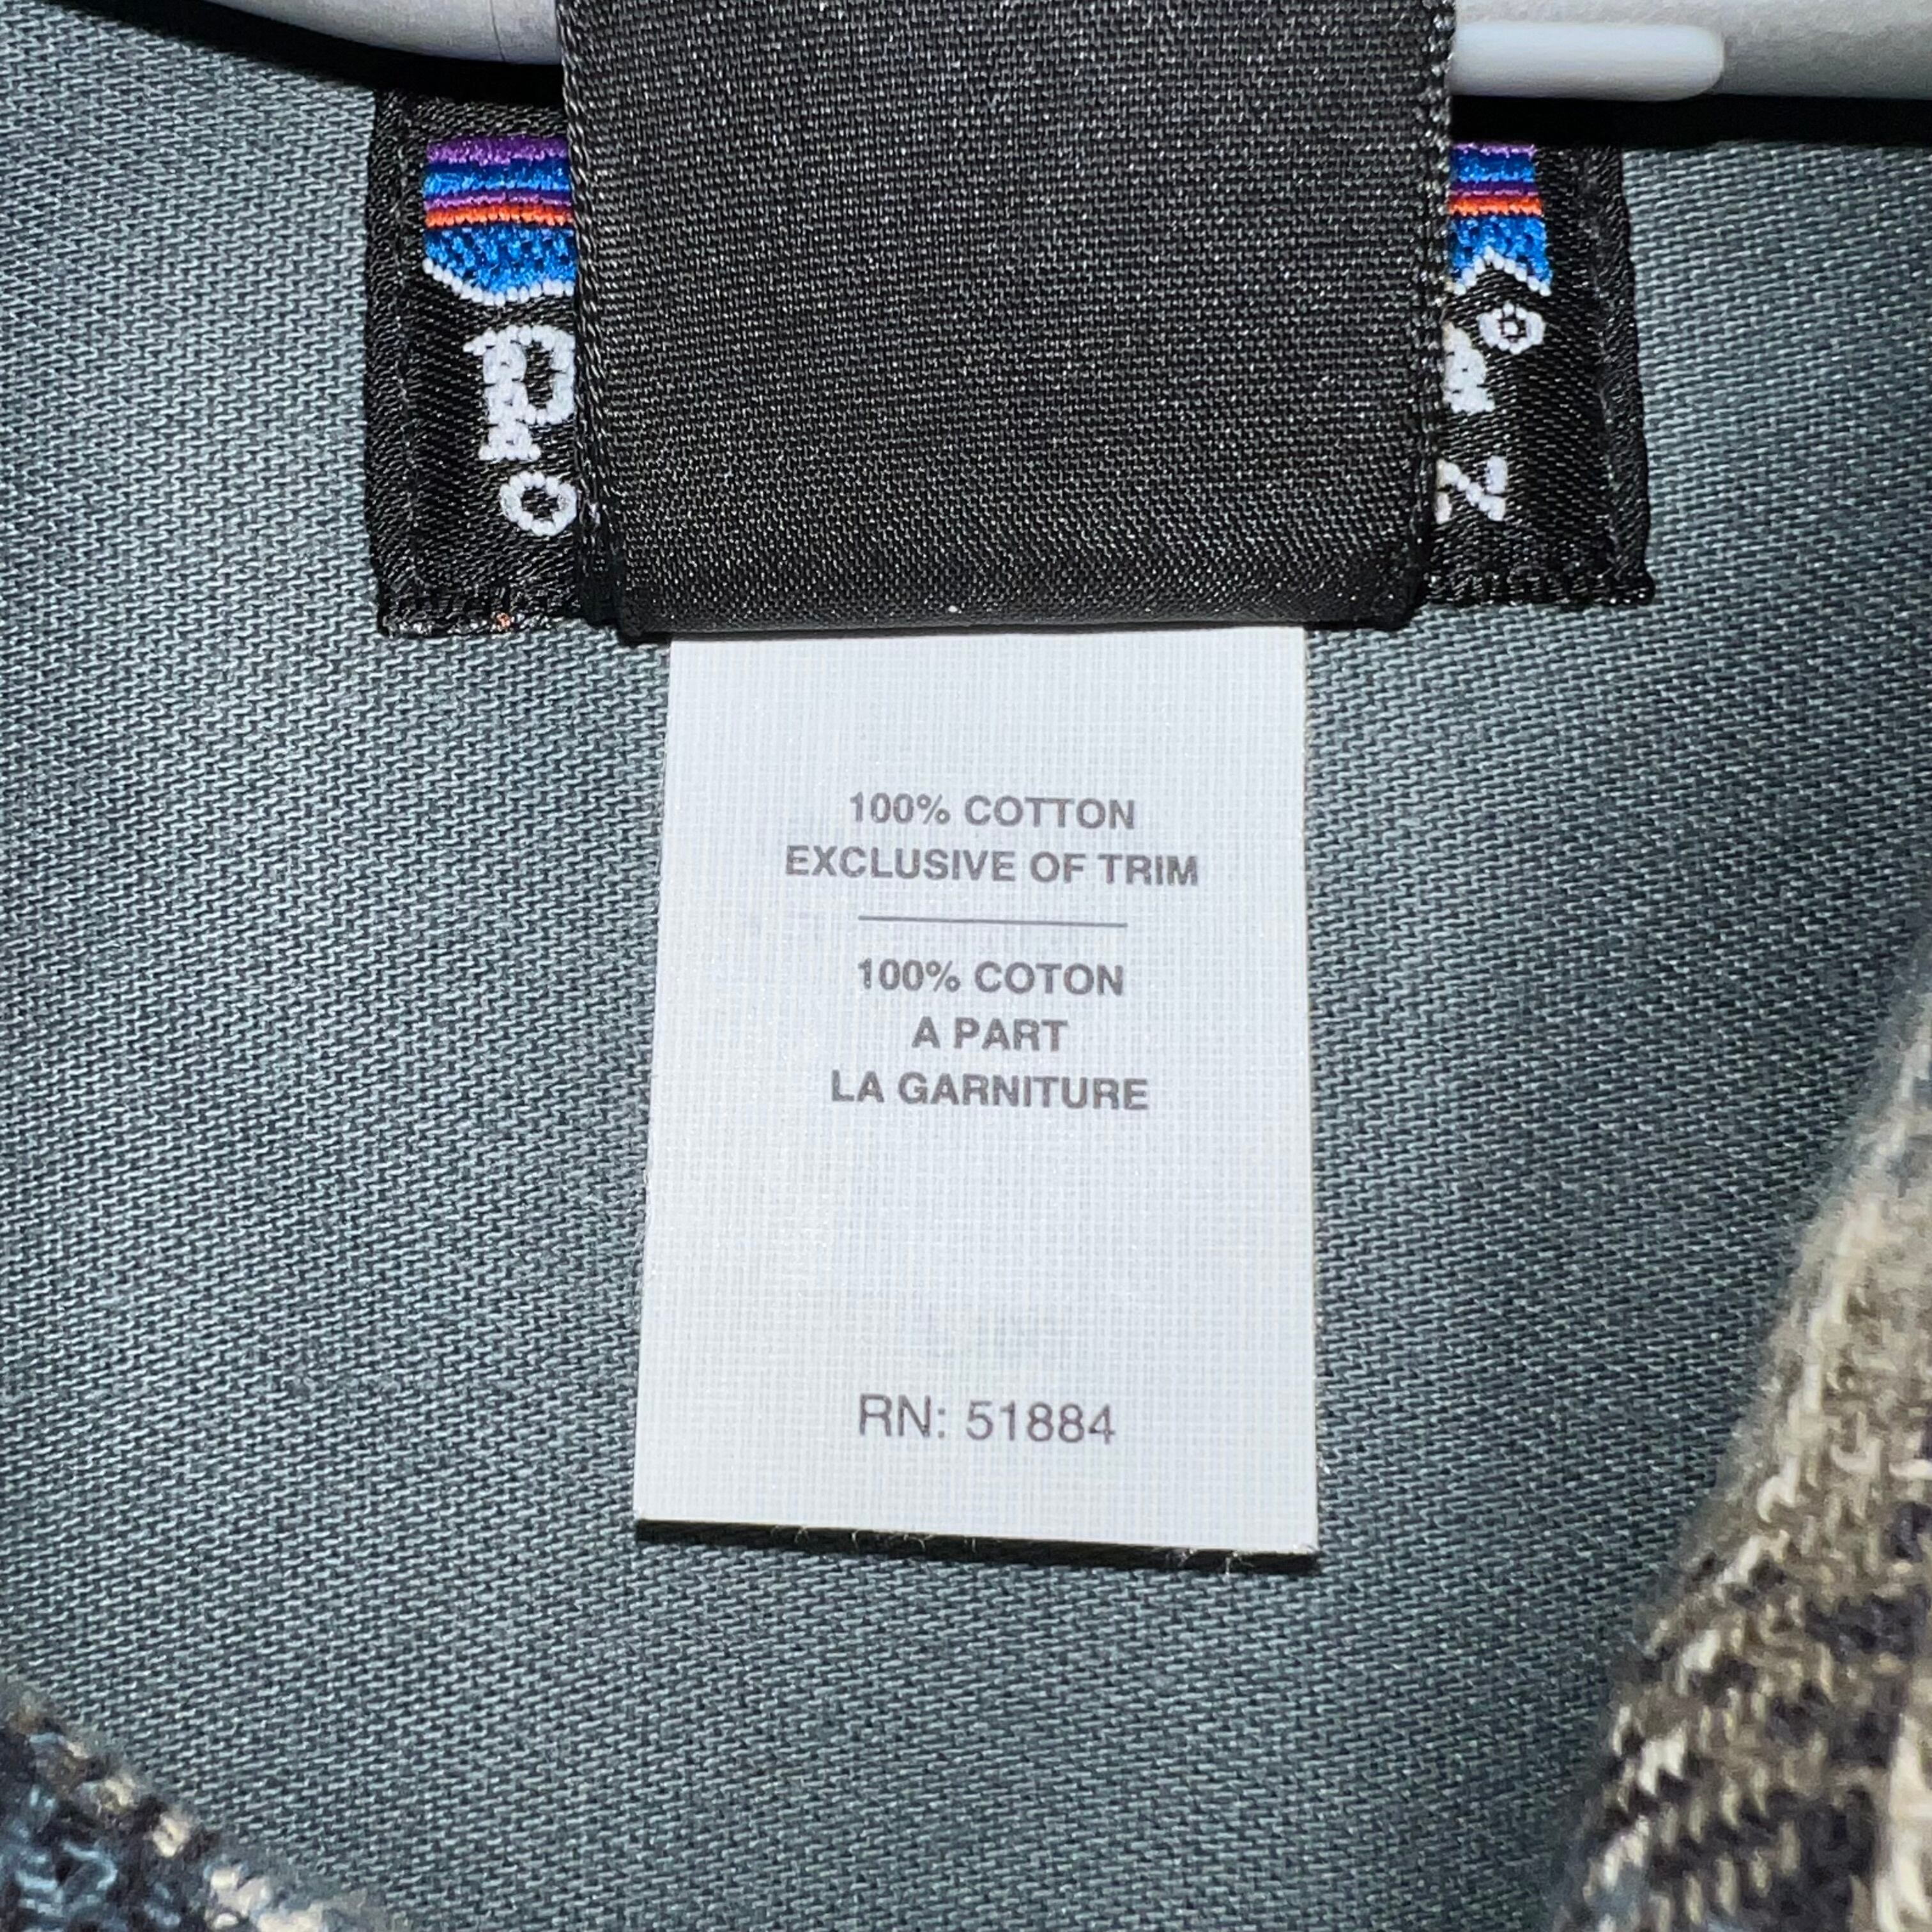 100% COTTON
EXCLUSIVE OF TRIM
100% COTON
A PART
LA GARNITURE
RN: 51884